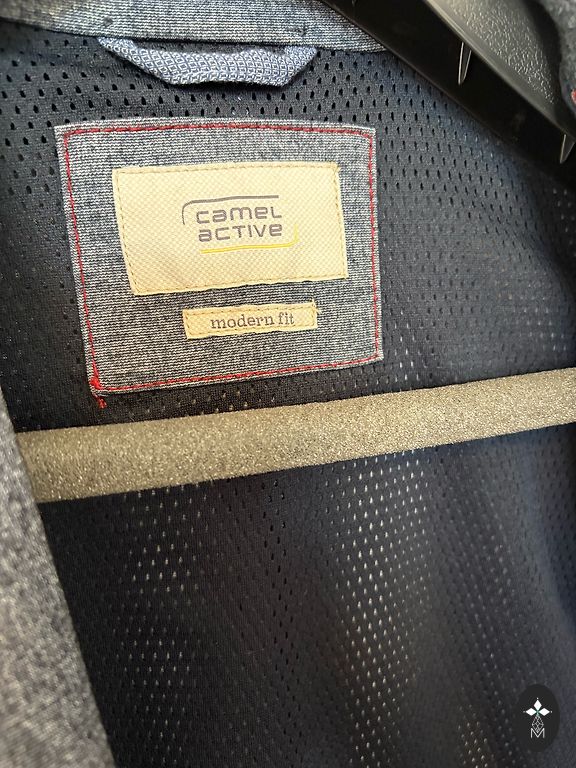 camel
active
modern fit